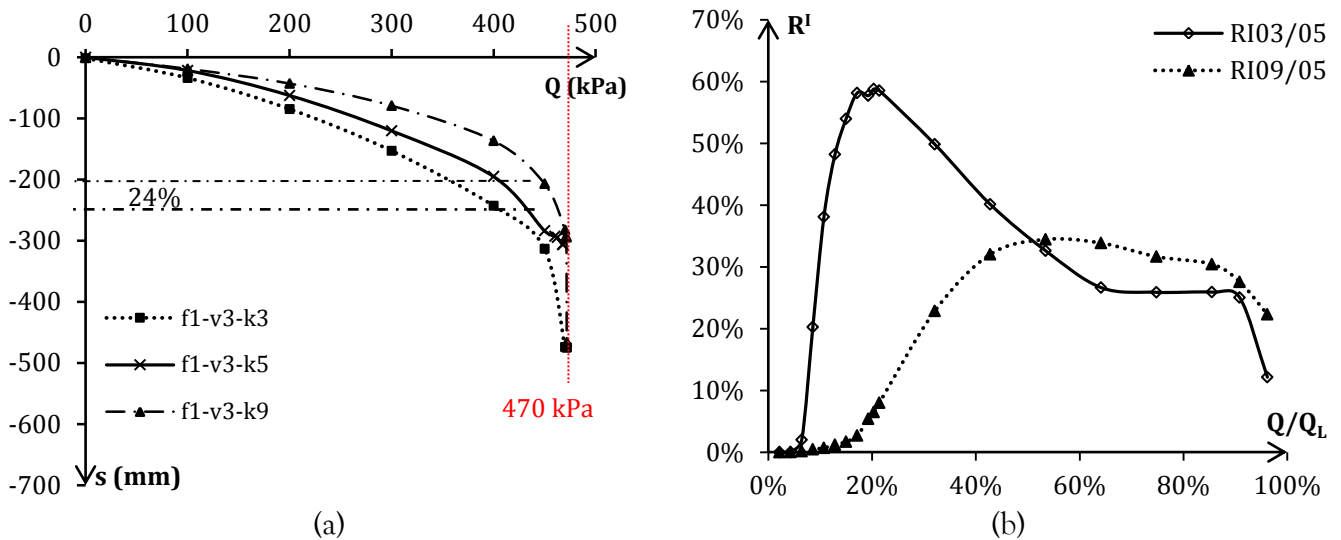 0 100 200 300 400 500
Q (kPa)
0
-100
-200
-300
-400
-500
-600
-700
24%
f1-v3-k3
f1-v3-k5
f1-v3-k9
470 kPa
s (mm)
(a)
70%
60%
50%
40%
30%
20%
10%
0%
R^I
RI03/05
RI09/05
Q/Q_L
0% 20% 40% 60% 80% 100%
(b)